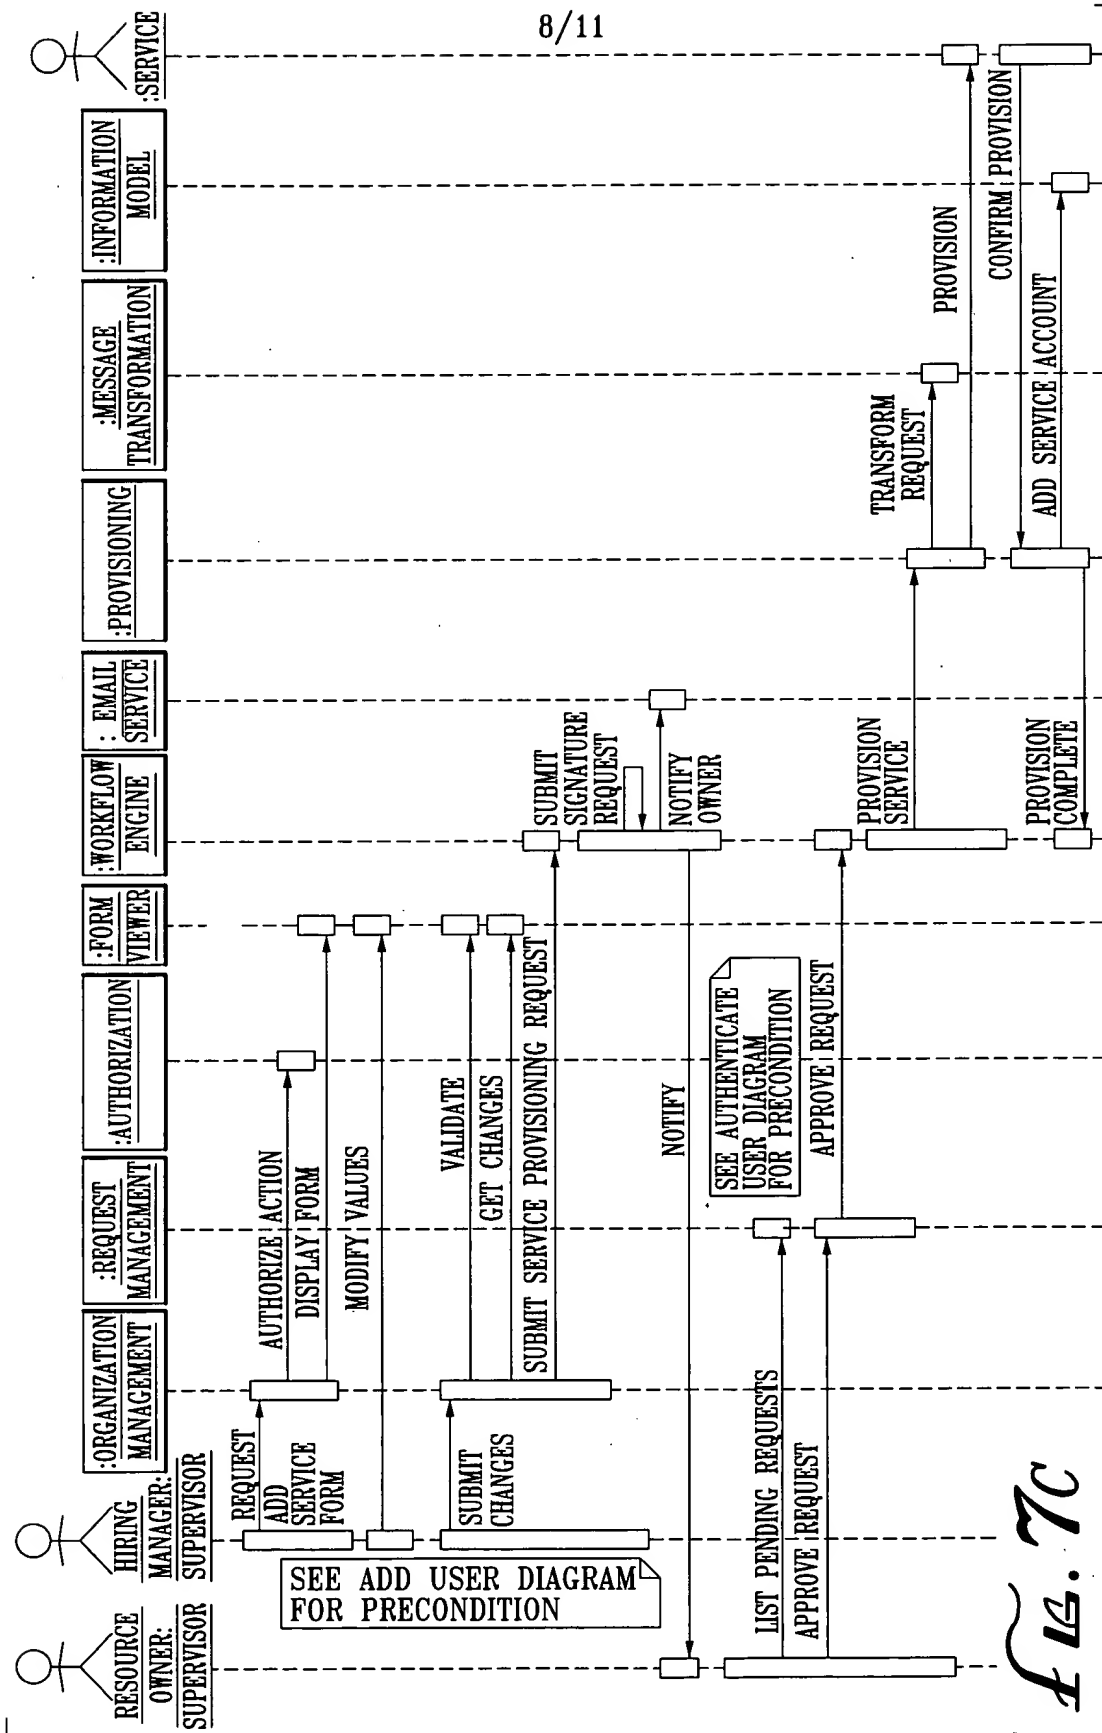 8/11
RESOURCE
OWNER:
SUPERVISOR
HIRING
MANAGER:
SUPERVISOR
:ORGANIZATION
MANAGEMENT
:REQUEST
MANAGEMENT
:AUTHORIZATION
:FORM
VIEWER
:WORKFLOW
ENGINE
: EMAIL
SERVICE
:PROVISIONING
:MESSAGE
TRANSFORMATION
:INFORMATION
MODEL
:SERVICE
REQUEST
ADD
SERVICE
FORM
AUTHORIZE ACTION
DISPLAY FORM
MODIFY VALUES
SEE ADD USER DIAGRAM
FOR PRECONDITION
SUBMIT
CHANGES
VALIDATE
GET CHANGES
SUBMIT SERVICE PROVISIONING REQUEST
SUBMIT
SIGNATURE
REQUEST
NOTIFY
OWNER
NOTIFY
SEE AUTHENTICATE
USER DIAGRAM
FOR PRECONDITION
LIST PENDING REQUESTS
APPROVE REQUEST
APPROVE REQUEST
PROVISION
SERVICE
TRANSFORM
REQUEST
PROVISION
CONFIRM PROVISION
ADD SERVICE ACCOUNT
PROVISION
COMPLETE
FIG. 7C